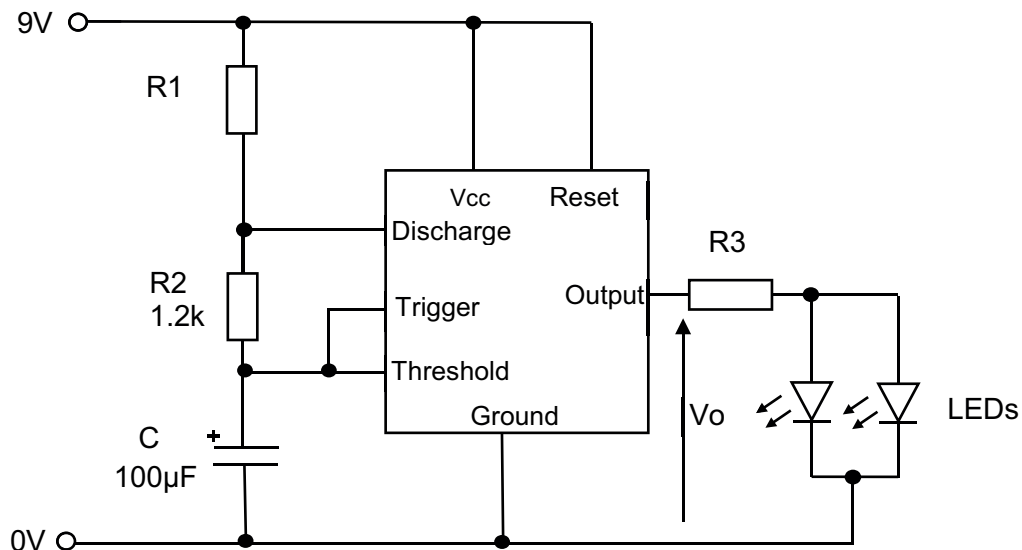 9V
R1
Vcc
Reset
Discharge
R3
R2
1.2k
Trigger
Output
Threshold
Ground
Vo
LEDs
C
+
100µF
0V